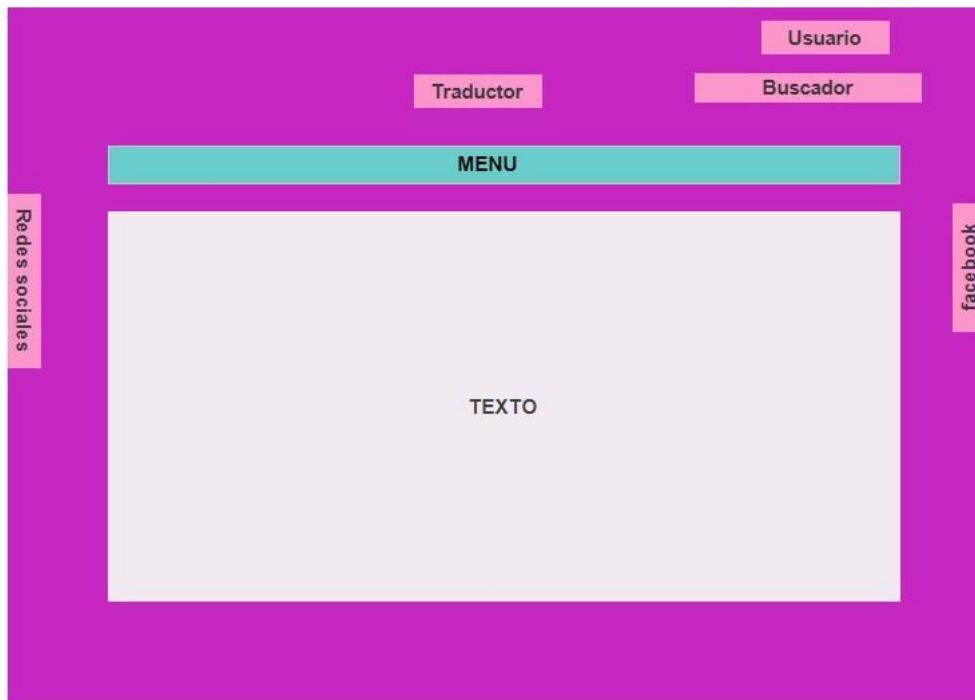 Usuario
Traductor
Buscador
MENU
Redes sociales
facebook
TEXTO